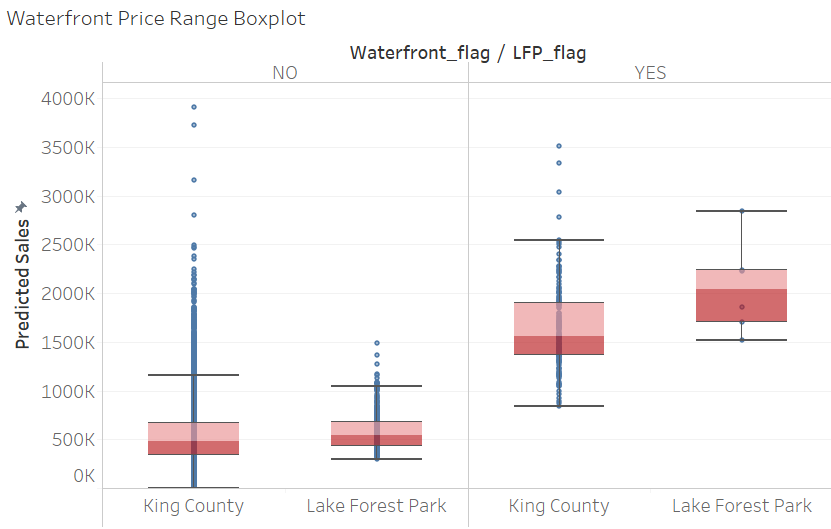 Waterfront Price Range Boxplot
Waterfront_flag / LFP_flag
NO YES
4000K
3500K
3000K
2500K
2000K
1500K
1000K
500K
0K
Predicted Sales
King County Lake Forest Park King County Lake Forest Park